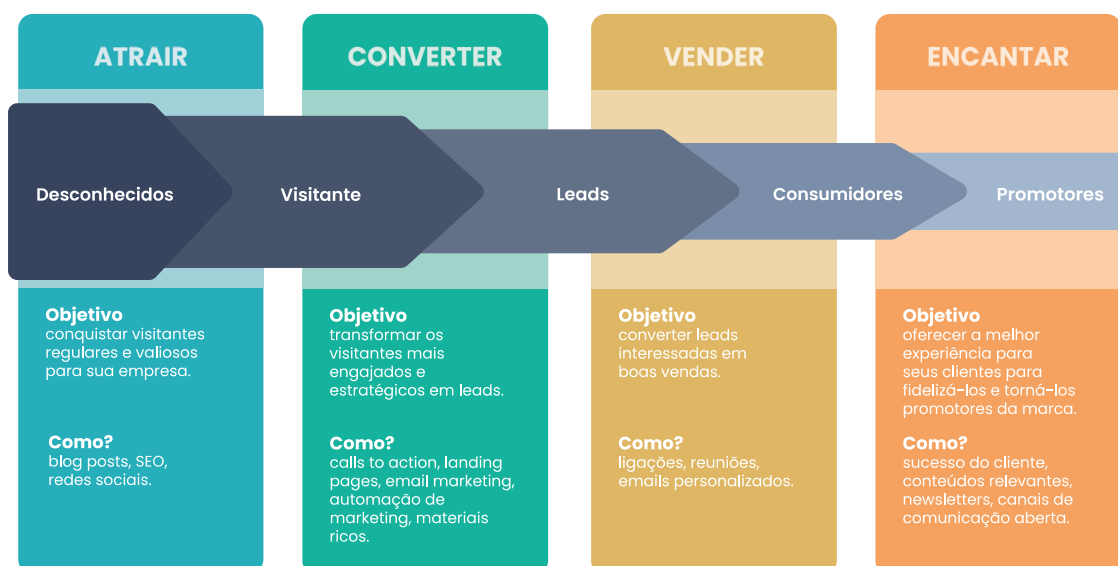 ATRAIR
CONVERTER
VENDER
ENCANTAR
Desconhecidos
Visitante
Leads
Consumidores
Promotores
Objetivo
conquistar visitantes
regulares e valiosos
para sua empresa.
Como?
blog posts, SEO,
redes sociais.
Objetivo
transformar os
visitantes mais
engajados e
estratégicos em leads.
Como?
calls to action, landing
pages, email marketing,
automação de
marketing, materiais
ricos.
Objetivo
converter leads
interessadas em
boas vendas.
Como?
ligações, reuniões,
emails personalizados.
Objetivo
oferecer a melhor
experiência para
seus clientes para
fidelizá-los e torná-los
promotores da marca.
Como?
sucesso do cliente,
conteúdos relevantes,
newsletters, canais de
comunicação aberta.